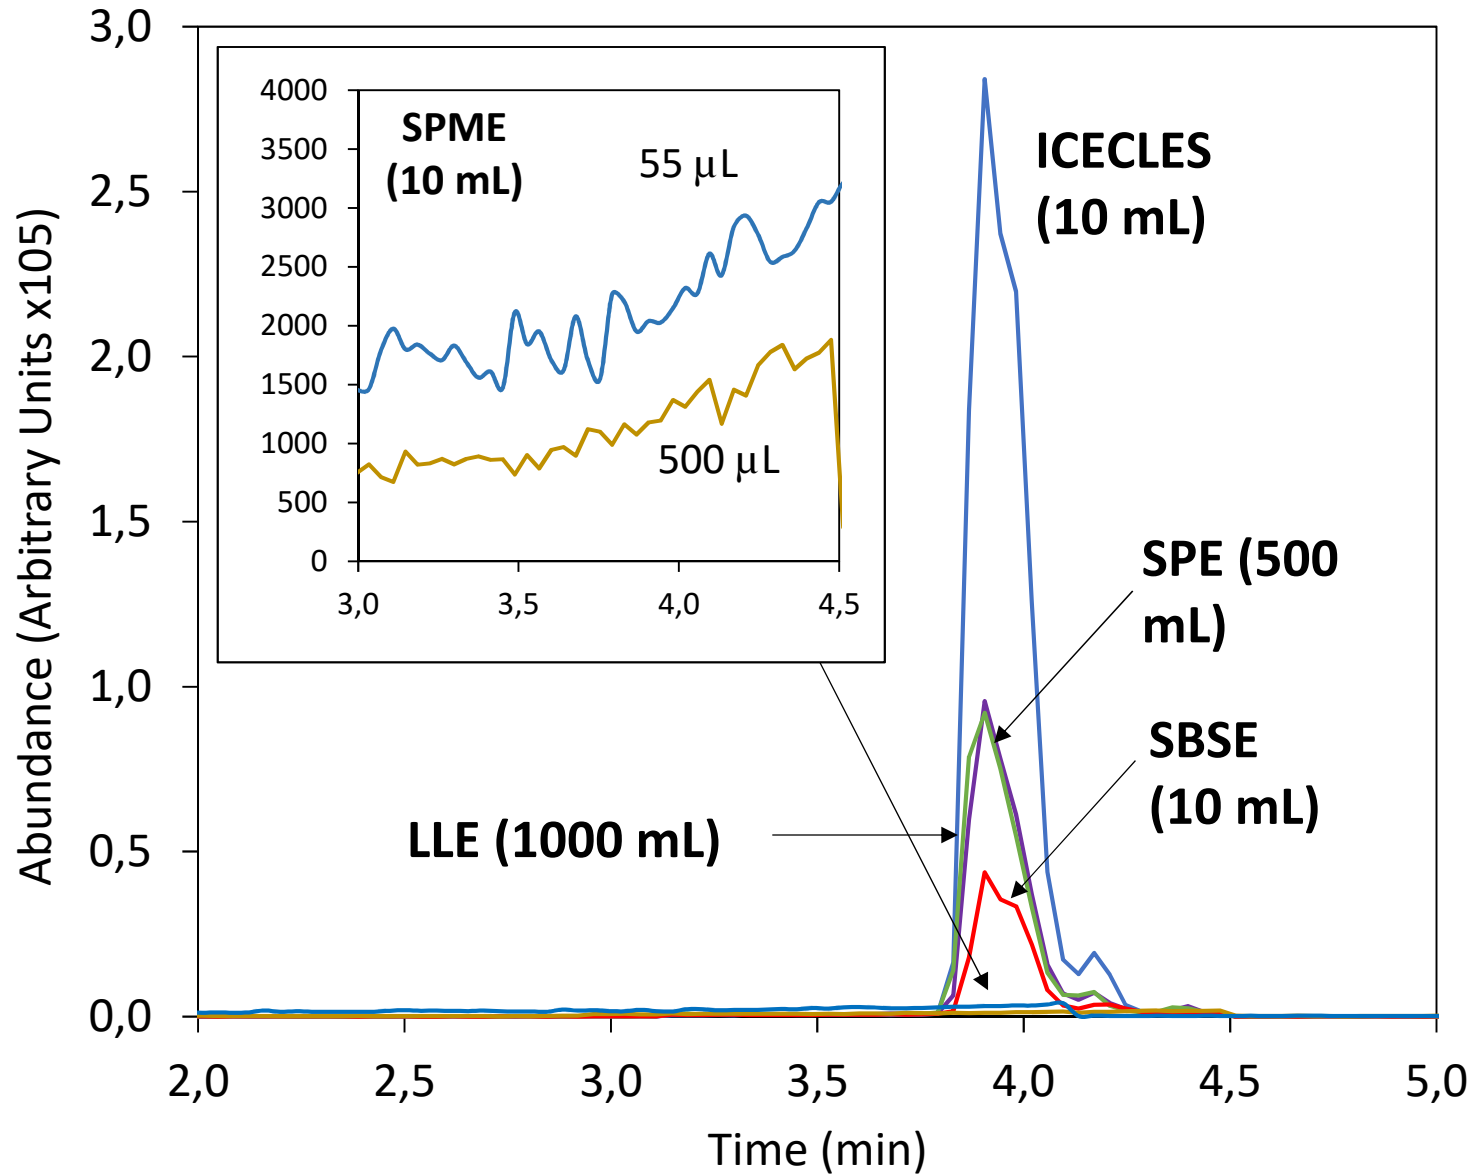 Abundance (Arbitrary Units x105)
3,0
2,5
2,0
1,5
1,0
0,5
0,0
4000
3500
3000
2500
2000
1500
1000
500
0
SPME
(10 mL)
55 μL
500 μL
3,0 3,5 4,0 4,5
ICECLES
(10 mL)
SPE (500
mL)
SBSE
(10 mL)
LLE (1000 mL)
2,0 2,5 3,0 3,5 4,0 4,5 5,0
Time (min)